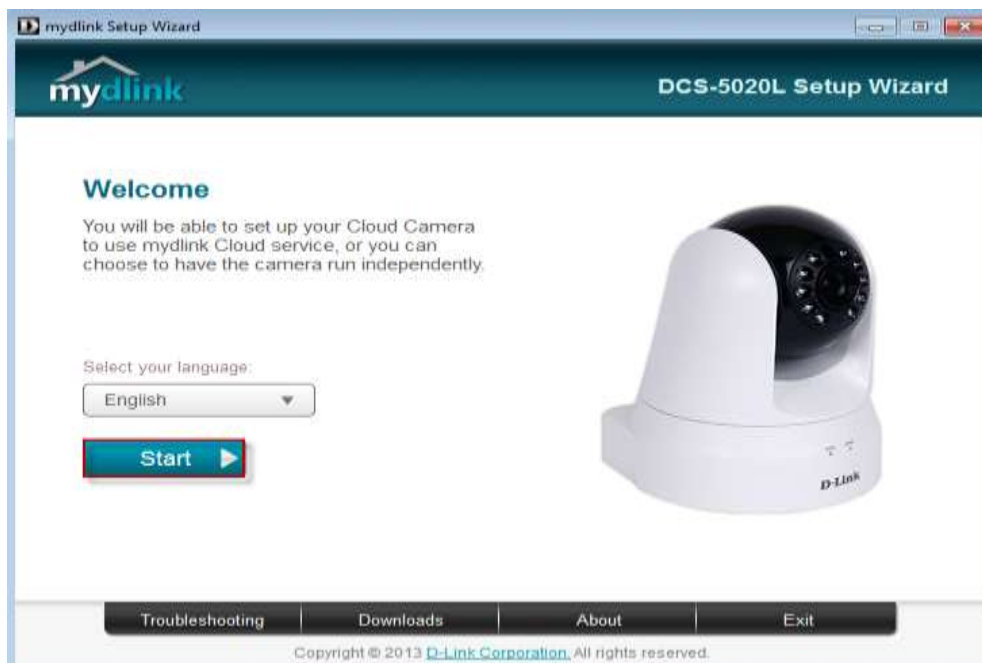 mydlink Setup Wizard
mydlink
DCS-5020L Setup Wizard
Welcome
You will be able to set up your Cloud Camera
to use mydlink Cloud service, or you can
choose to have the camera run independently.
Select your language:
English
Start
D-Link
Troubleshooting
Downloads
About
Exit
Copyright © 2013 D-Link Corporation. All rights reserved.